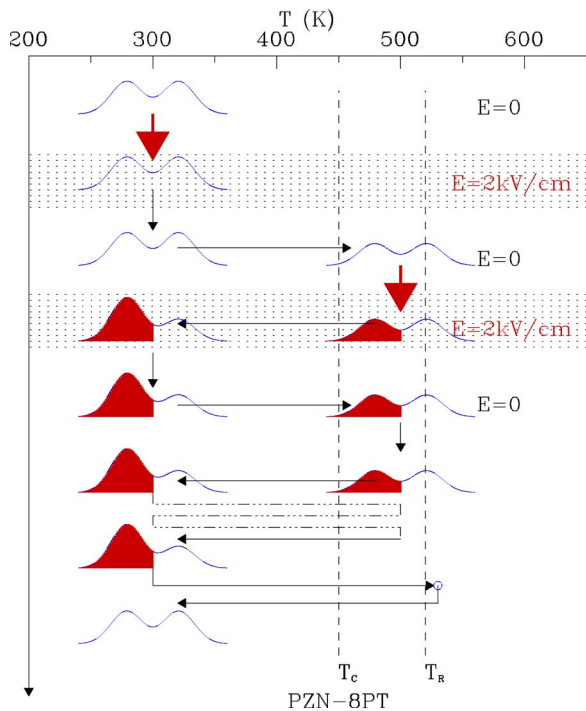 T (K)
200 300 400 500 600
E=0
E=2kV/cm
E=0
E=2kV/cm
E=0
T_C T_R
PZN-8PT